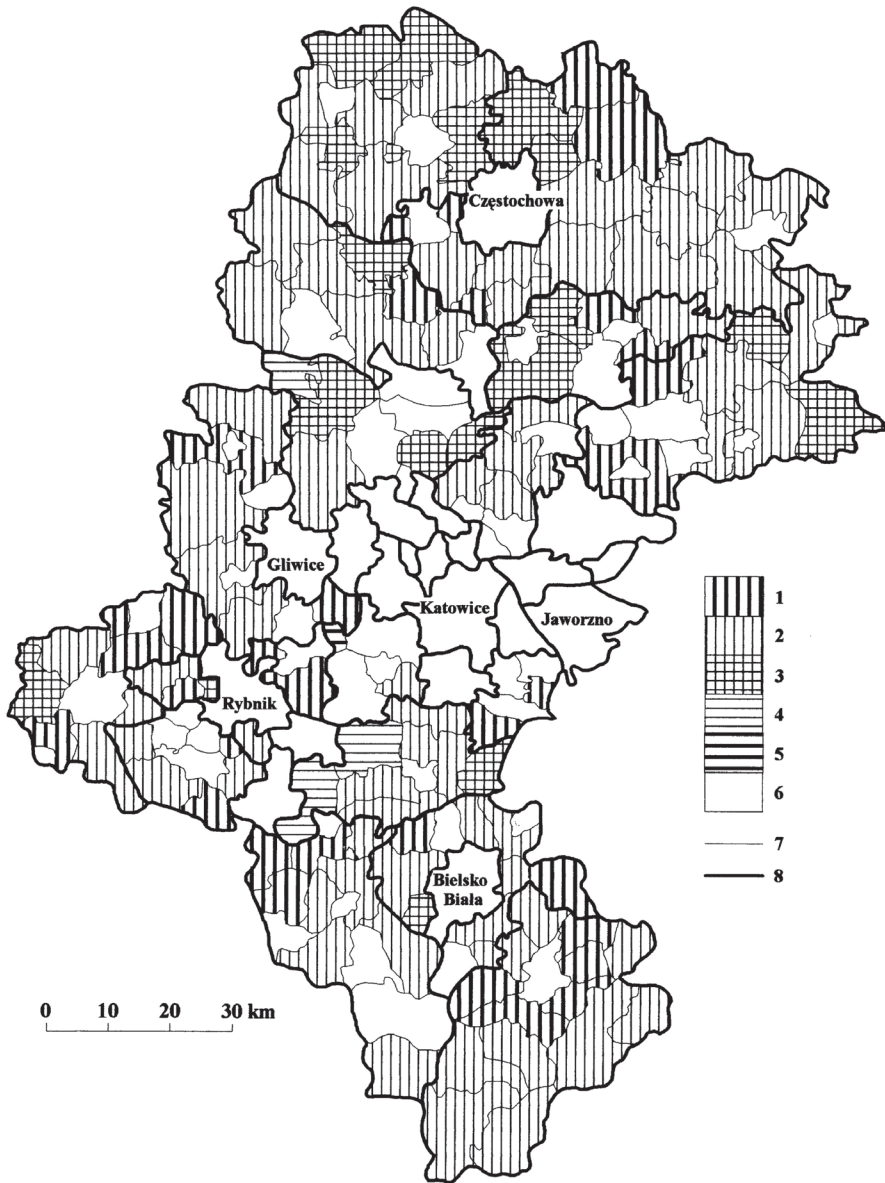 Częstochowa
Gliwice
Katowice
Jaworzno
Rybnik
Bielsko
Biała
0 10 20 30 km
1
2
3
4
5
6
7
8